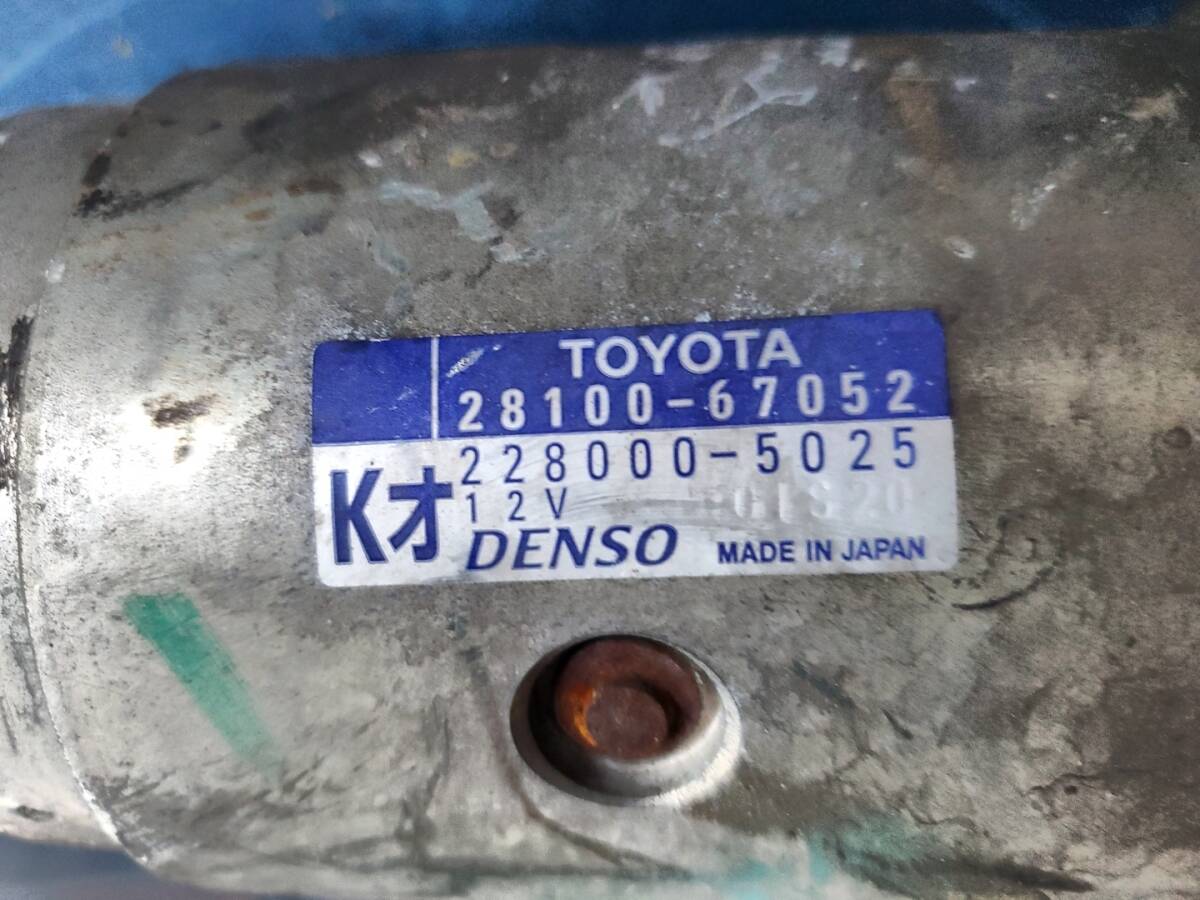 TOYOTA
28100-67052
228000-5025
Kオ
12V
DENSO MADE IN JAPAN